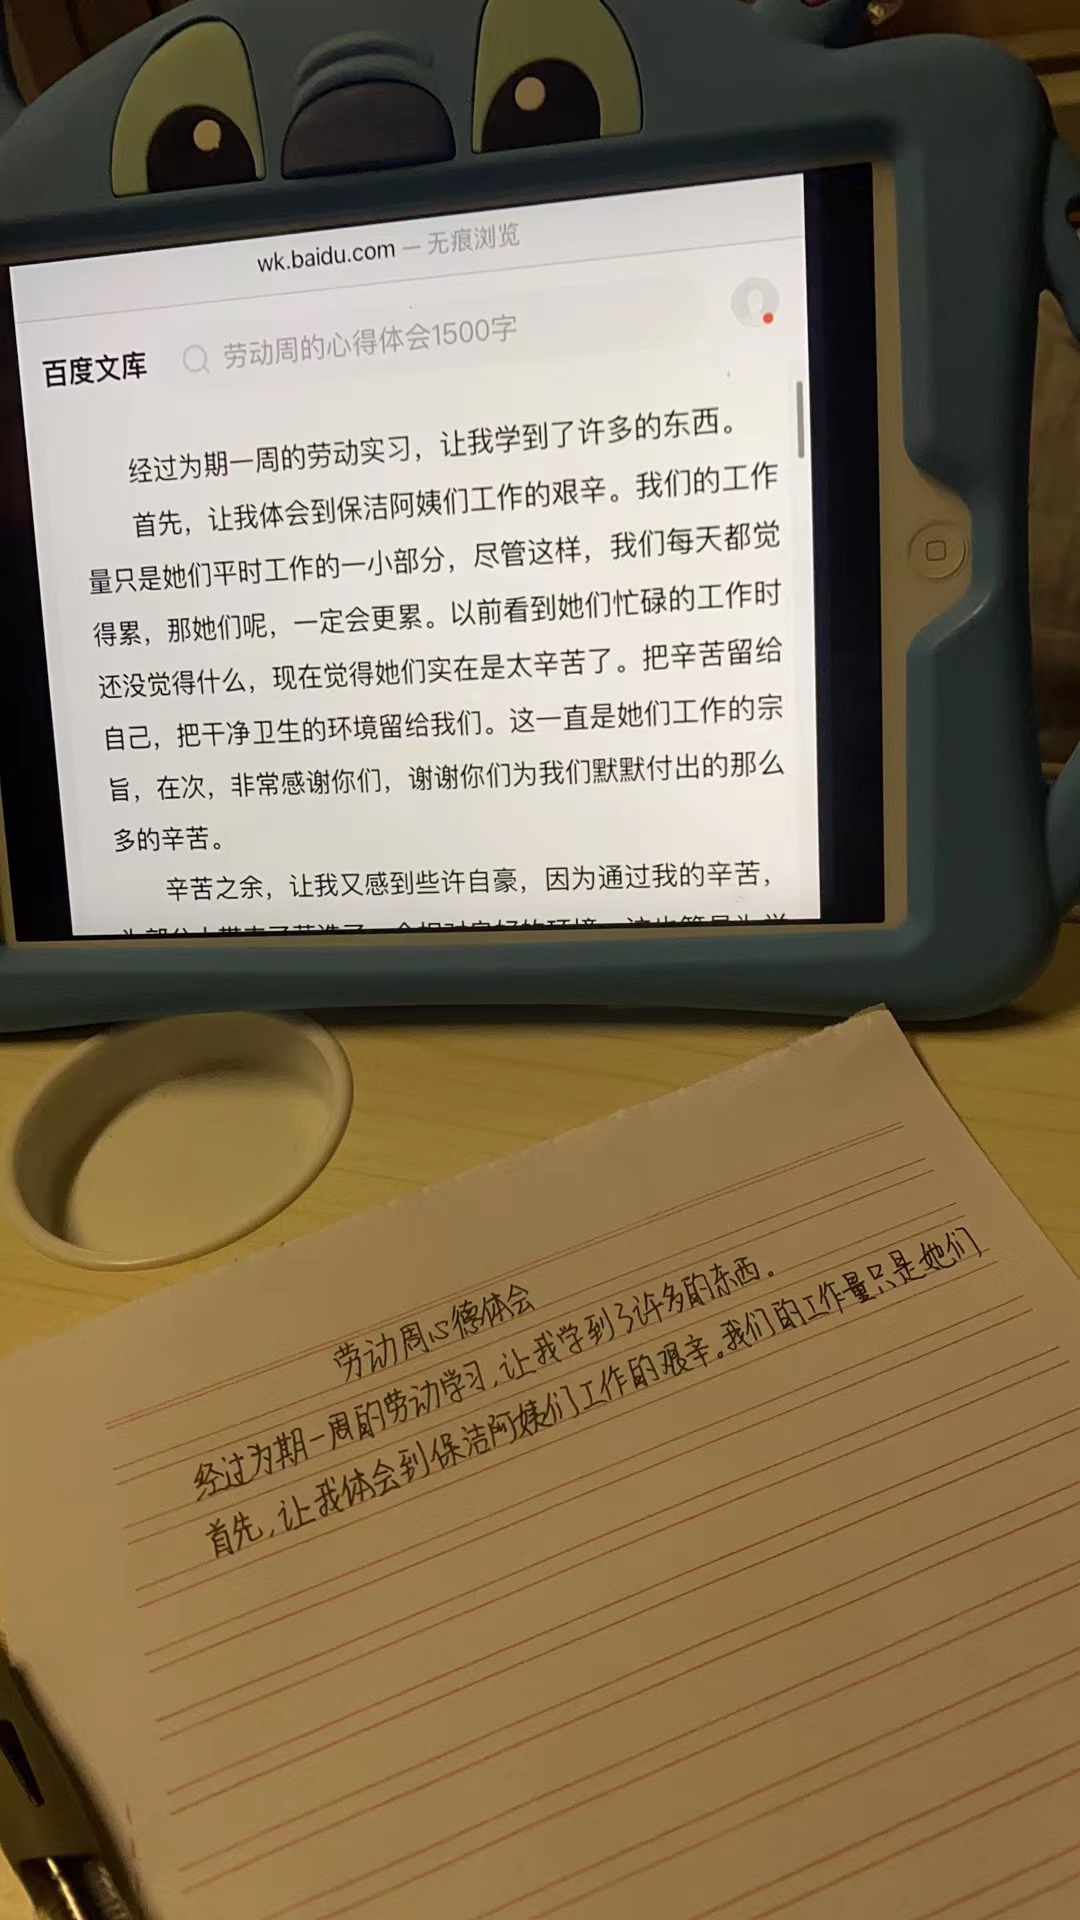 wk.baidu.com — 无痕浏览
百度文库
劳动周的心得体会1500字
经过为期一周的劳动实习，让我学到了许多的东西。
首先，让我体会到保洁阿姨们工作的艰辛。我们的工作
量只是她们平时工作的一小部分，尽管这样，我们每天都觉
得累，那她们呢，一定会更累。以前看到她们忙碌的工作时
还没觉得什么，现在觉得她们实在是太辛苦了。把辛苦留给
自己，把干净卫生的环境留给我们。这一直是她们工作的宗
旨，在次，非常感谢你们，谢谢你们为我们默默付出的那么
多的辛苦。
辛苦之余，让我又感到些许自豪，因为通过我的辛苦，
劳动周心德体会
经过为期一周的劳动学习，让我学到了许多的东西。
首先，让我体会到保洁阿姨们工作的艰辛。我们的工作量只是她们